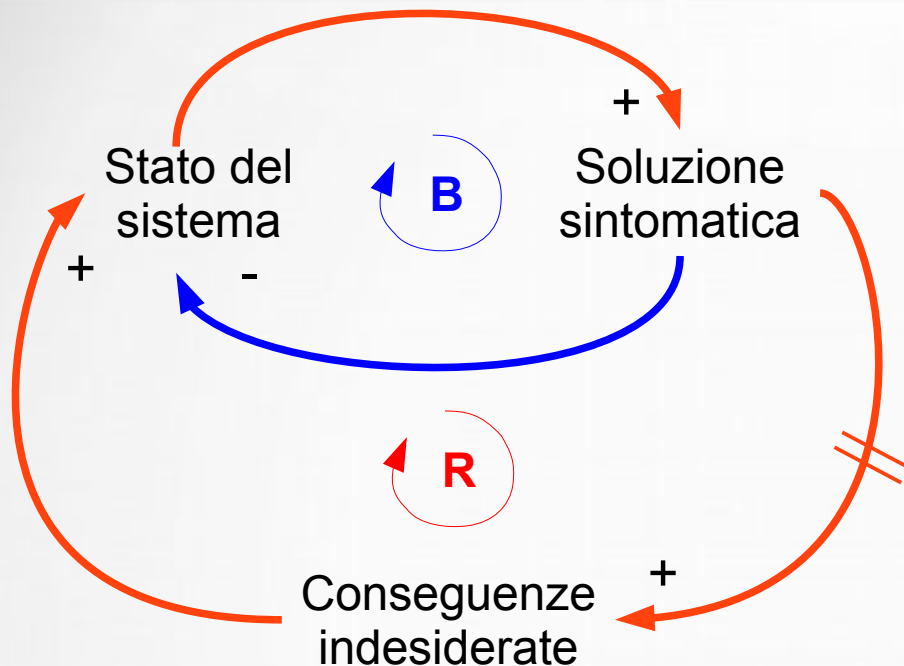 +
Stato del
sistema
B
Soluzione
sintomatica
+
-
R
+
Conseguenze
indesiderate